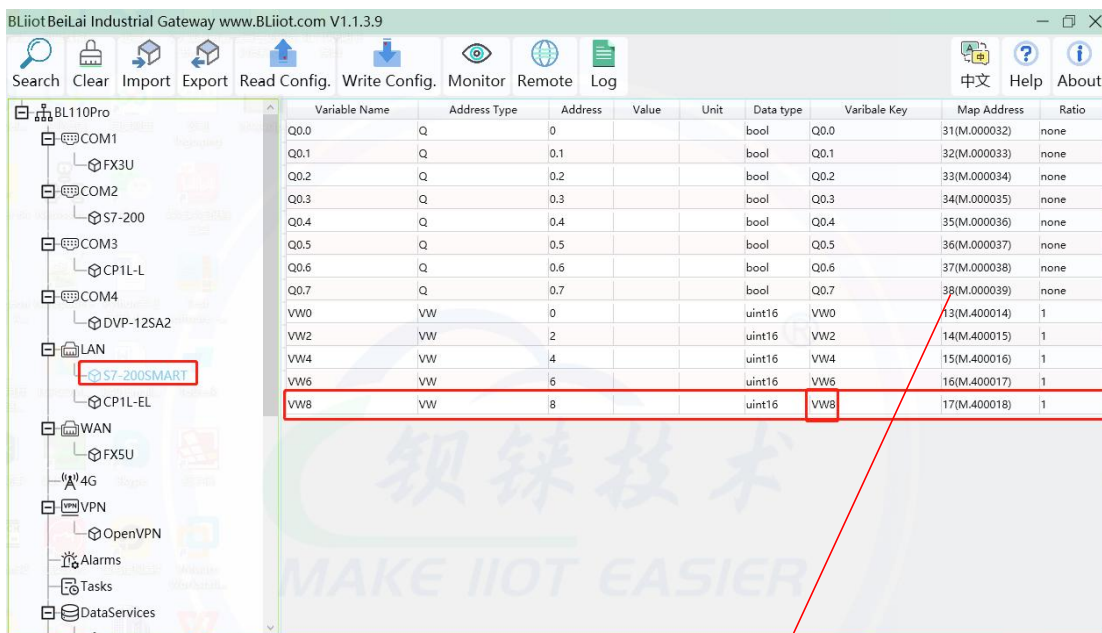 BLiiot BeiLai Industrial Gateway www.BLiiot.com V1.1.3.9
Search Clear Import Export Read Config. Write Config. Monitor Remote Log 中文 Help About
BL110Pro
COM1
FX3U
COM2
S7-200
COM3
CP1L-L
COM4
DVP-12SA2
LAN
S7-200SMART
CP1L-EL
WAN
FX5U
4G
VPN VPN
OpenVPN
Alarms
Tasks
DataServices
Variable Name Address Type Address Value Unit Data type Varibale Key Map Address Ratio
Q0.0 Q 0 bool Q0.0 31(M.000032) none
Q0.1 Q 0.1 bool Q0.1 32(M.000033) none
Q0.2 Q 0.2 bool Q0.2 33(M.000034) none
Q0.3 Q 0.3 bool Q0.3 34(M.000035) none
Q0.4 Q 0.4 bool Q0.4 35(M.000036) none
Q0.5 Q 0.5 bool Q0.5 36(M.000037) none
Q0.6 Q 0.6 bool Q0.6 37(M.000038) none
Q0.7 Q 0.7 bool Q0.7 38(M.000039) none
VW0 VW 0 uint16 VW0 13(M.400014) 1
VW2 VW 2 uint16 VW2 14(M.400015) 1
VW4 VW 4 uint16 VW4 15(M.400016) 1
VW6 VW 6 uint16 VW6 16(M.400017) 1
VW8 VW 8 uint16 VW8 17(M.400018) 1
®
钡铼技术
MAKE IIOT EASIER